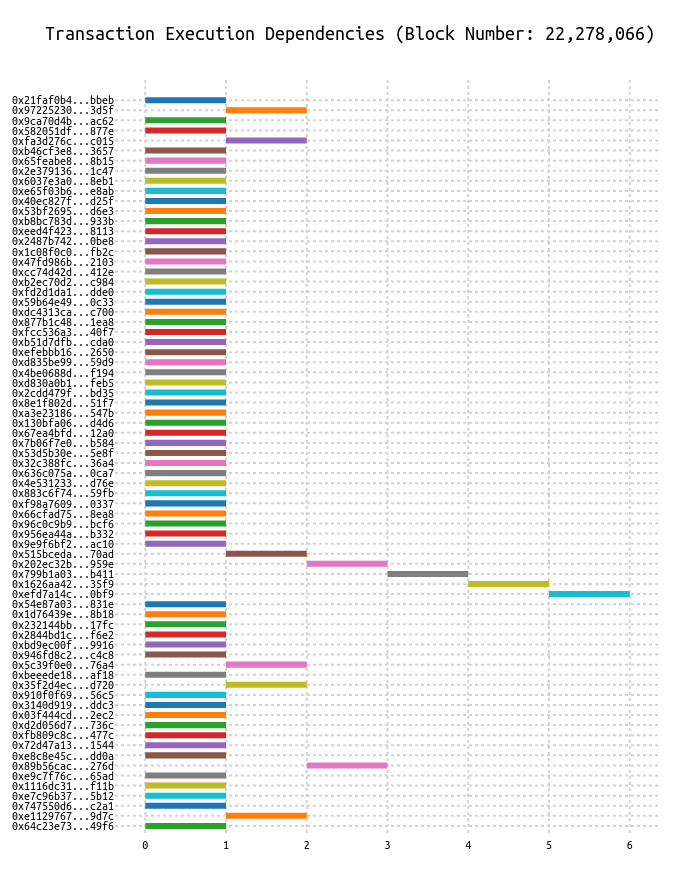 Transaction Execution Dependencies (Block Number: 22,278,066)
0x21faf0b4...bbeb
0x97225230...3d5f
0x9ca70d4b...ac62
0x582051df...877e
0xfa3d276c...c015
0xb46cf3e8...3657
0x65feabe8...8b15
0x2e379136...1c47
0x6037e3a0...8eb1
0xe65f03b6...e8ab
0x40ec827f...d25f
0x53bf2695...d6e3
0xb8bc783d...933b
0xeed4f423...8113
0x2487b742...0be8
0x1c08f0c0...fb2c
0x47fd986b...2103
0xcc74d42d...412e
0xb2ec70d2...c984
0xfd2d1da1...dde0
0x59b64e49...0c33
0xdc4313ca...c700
0x877b1c48...1ea8
0xfcc536a3...40f7
0xb51d7dfb...cda0
0xefebbb16...2650
0xd835be99...59d9
0x4be0688d...f194
0xd830a0b1...feb5
0x2cdd479f...bd35
0x8e1f802d...51f7
0xa3e23186...547b
0x130bfa06...d4d6
0x67ea4bfd...12a0
0x7b06f7e0...b584
0x53d5b30e...5e8f
0x32c388fc...36a4
0x636c075a...0ca7
0x4e531233...d76e
0x883c6f74...59fb
0xf98a7609...0337
0x66cfad75...8ea8
0x96c0c9b9...bcf6
0x956ea44a...b332
0x9e9f6bf2...ac10
0x515bceda...70ad
0x202ec32b...959e
0x799b1a03...b411
0x1626aa42...35f9
0xefd7a14c...0bf9
0x54e87a03...831e
0x1d76439e...8b18
0x232144bb...17fc
0x2844bd1c...f6e2
0xbd9ec00f...9916
0x946fd8c2...c4c8
0x5c39f0e0...76a4
0xbeeede18...af18
0x35f2d4ec...d720
0x910f0f69...56c5
0x3140d919...ddc3
0x03f444cd...2ec2
0xd2d056d7...736c
0xfb809c8c...477c
0x72d47a13...1544
0xe8c8e45c...dd0a
0x89b56cac...276d
0xe9c7f76c...65ad
0x1116dc31...f11b
0xe7c96b37...5b12
0x747550d6...c2a1
0xe1129767...9d7c
0x64c23e73...49f6
0 1 2 3 4 5 6